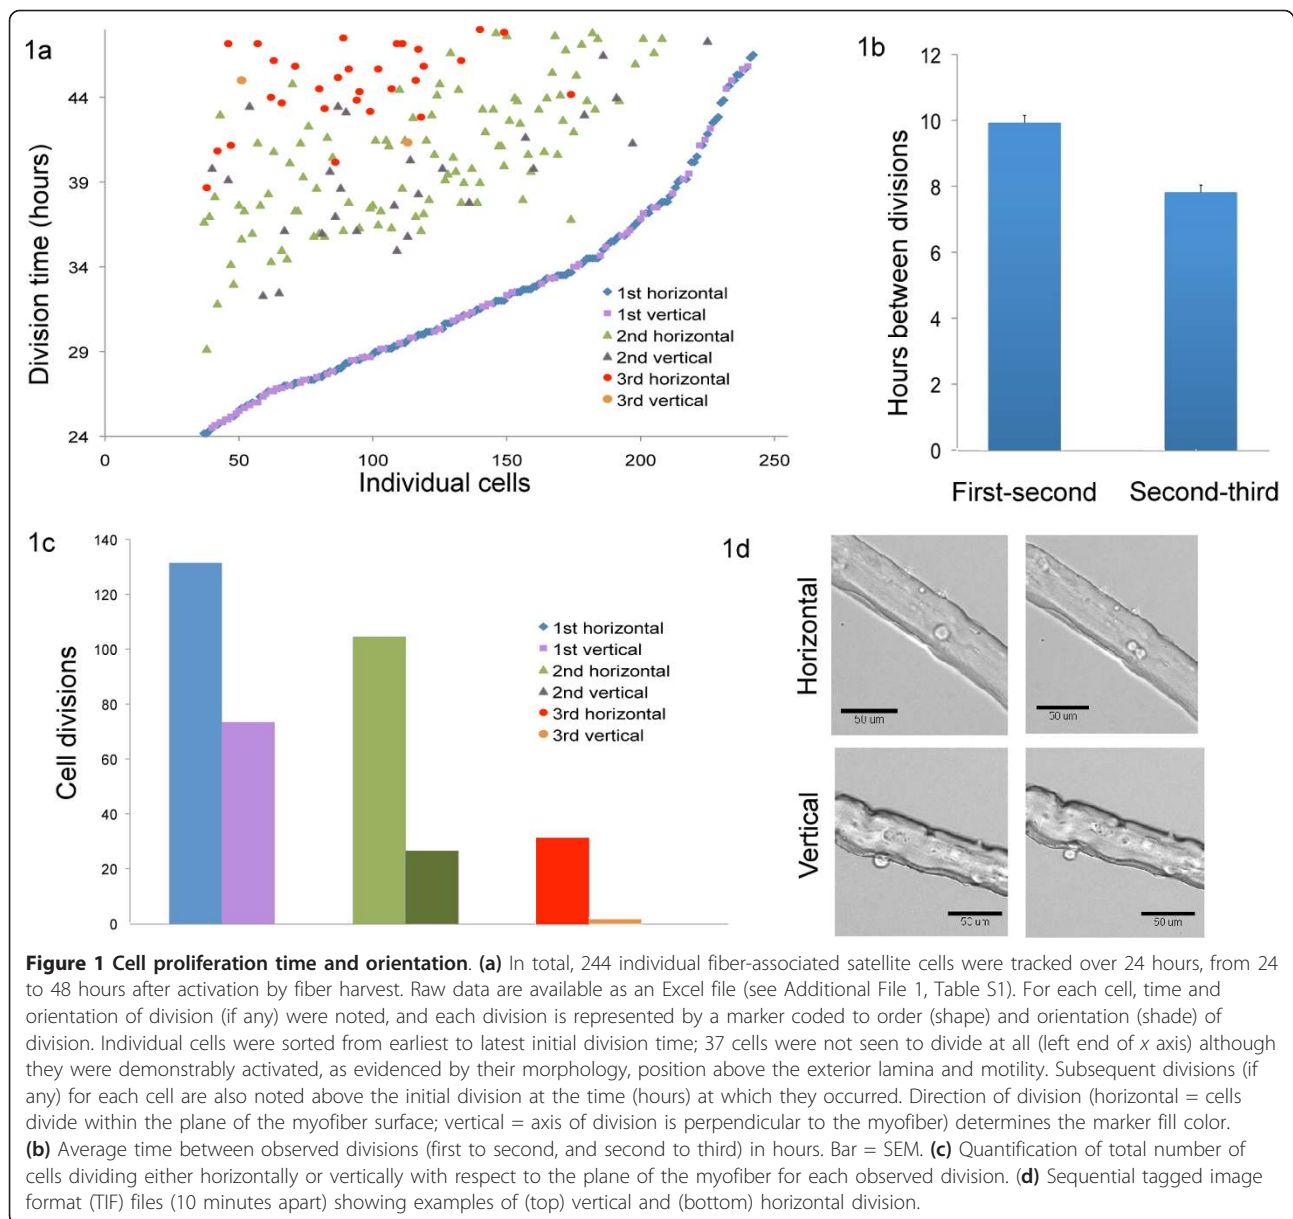 1a
Division time (hours)
44
39
34
29
24
0
50
100
150
200
250
Individual cells
1st horizontal
1st vertical
2nd horizontal
2nd vertical
3rd horizontal
3rd vertical
1b
Hours between divisions
12
10
8
6
4
2
0
First-second
Second-third
1c
Cell divisions
140
120
100
80
60
40
20
0
1st horizontal
1st vertical
2nd horizontal
2nd vertical
3rd horizontal
3rd vertical
1d
Horizontal
50 um
50 um
Vertical
50 um
50 um
Figure 1 Cell proliferation time and orientation. (a) In total, 244 individual fiber-associated satellite cells were tracked over 24 hours, from 24
to 48 hours after activation by fiber harvest. Raw data are available as an Excel file (see Additional File 1, Table S1). For each cell, time and
orientation of division (if any) were noted, and each division is represented by a marker coded to order (shape) and orientation (shade) of
division. Individual cells were sorted from earliest to latest initial division time; 37 cells were not seen to divide at all (left end of x axis) although
they were demonstrably activated, as evidenced by their morphology, position above the exterior lamina and motility. Subsequent divisions (if
any) for each cell are also noted above the initial division at the time (hours) at which they occurred. Direction of division (horizontal = cells
divide within the plane of the myofiber surface; vertical = axis of division is perpendicular to the myofiber) determines the marker fill color.
(b) Average time between observed divisions (first to second, and second to third) in hours. Bar = SEM. (c) Quantification of total number of
cells dividing either horizontally or vertically with respect to the plane of the myofiber for each observed division. (d) Sequential tagged image
format (TIF) files (10 minutes apart) showing examples of (top) vertical and (bottom) horizontal division.